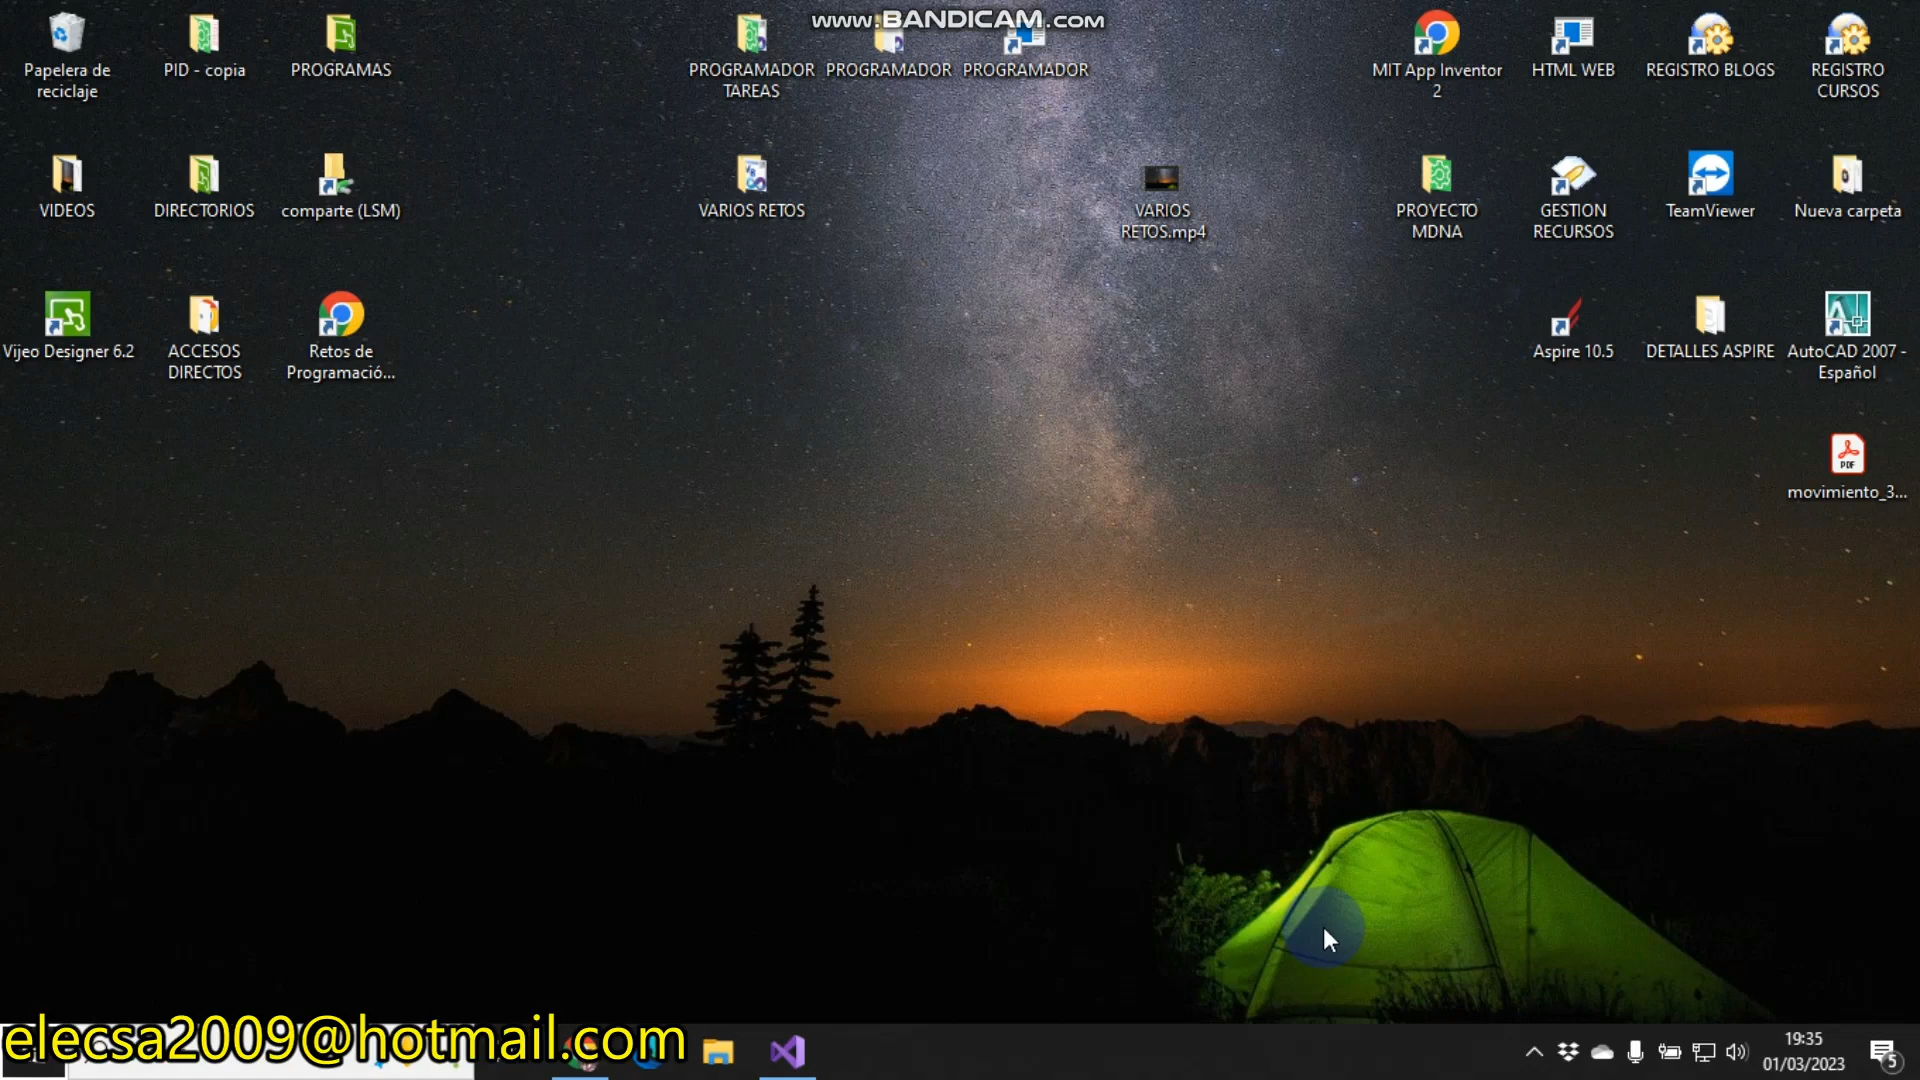 www.BANDICAM.com
Papelera de
reciclaje
PID - copia
PROGRAMAS
PROGRAMADOR
TAREAS
PROGRAMADOR
PROGRAMADOR
MIT App Inventor
2
HTML WEB
REGISTRO BLOGS
REGISTRO
CURSOS
VIDEOS
DIRECTORIOS
comparte (LSM)
VARIOS RETOS
VARIOS
RETOS.mp4
PROYECTO
MDNA
GESTION
RECURSOS
TeamViewer
Nueva carpeta
Vijeo Designer 6.2
ACCESOS
DIRECTOS
Retos de
Programació...
Aspire 10.5
DETALLES ASPIRE
AutoCAD 2007 -
Español
PDF
movimiento_3...
elecsa2009@hotmail.com
19:35
01/03/2023
5